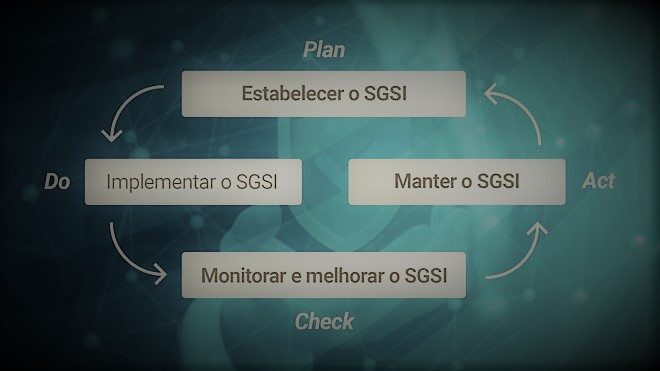 Plan
Estabelecer o SGSI
Do
Implementar o SGSI
Manter o SGSI
Act
Monitorar e melhorar o SGSI
Check